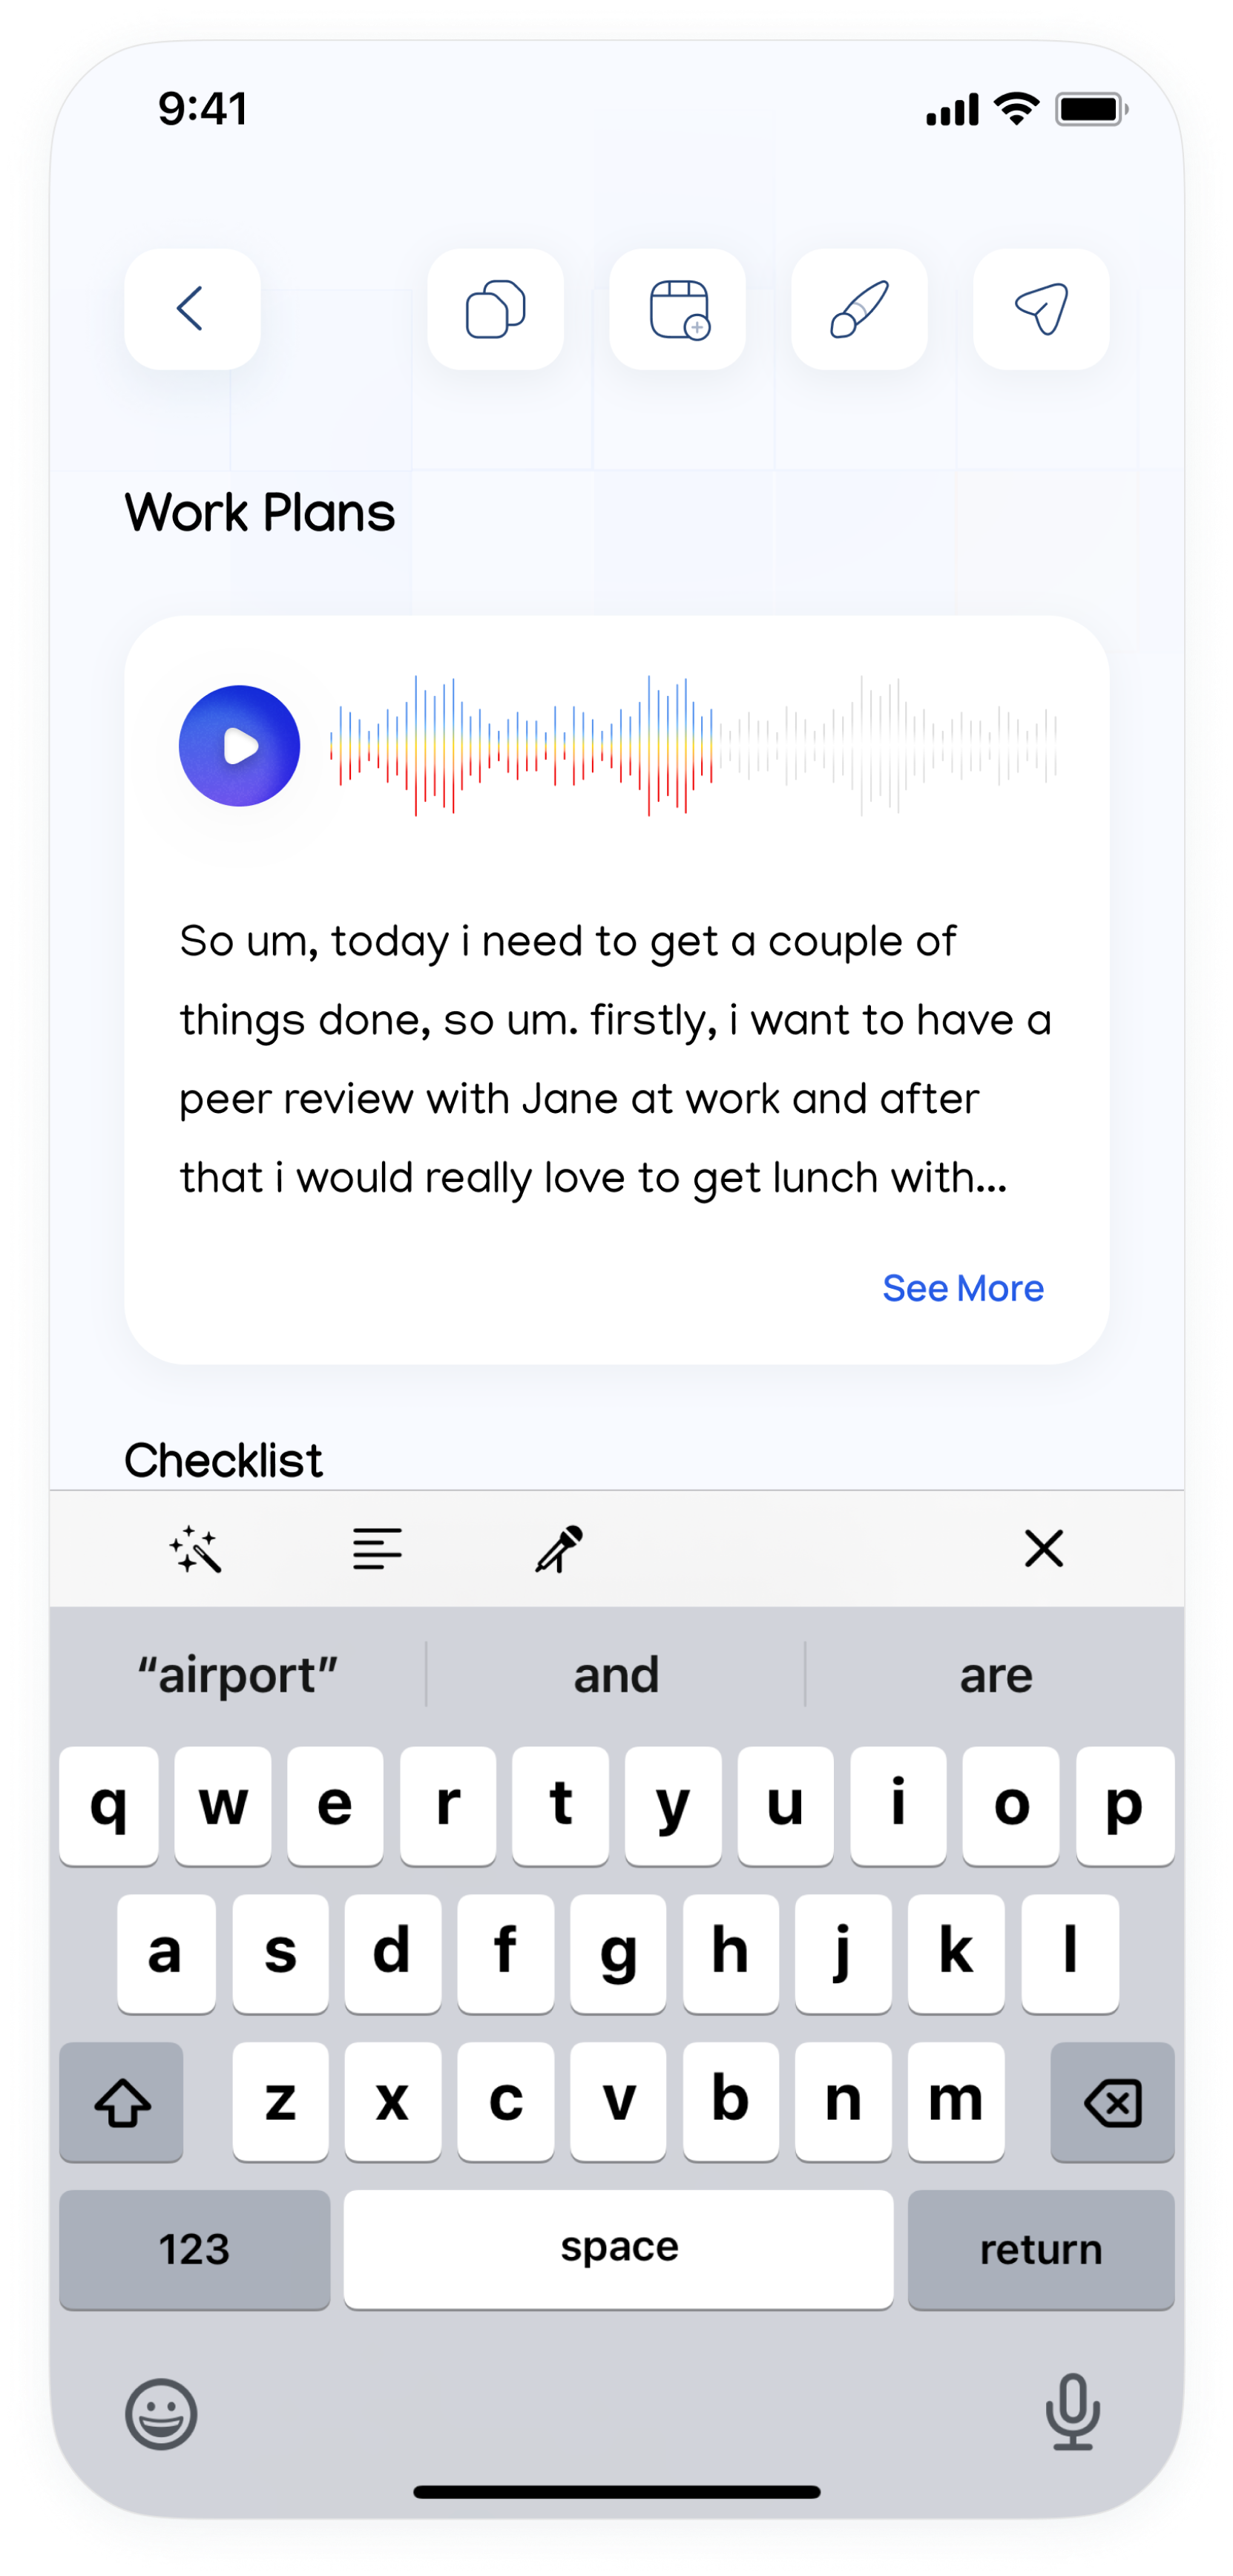 9:41
Work Plans
So um, today i need to get a couple of
things done, so um. firstly, i want to have a
peer review with Jane at work and after
that i would really love to get lunch with...
See More
Checklist
“airport” and are
q w e r t y u i o p
a s d f g h j k l
z x c v b n m
123 space return